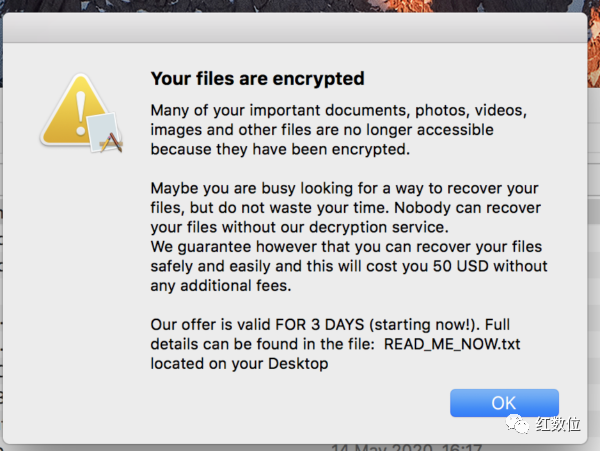 Your files are encrypted
Many of your important documents, photos, videos,
images and other files are no longer accessible
because they have been encrypted.
Maybe you are busy looking for a way to recover your
files, but do not waste your time. Nobody can recover
your files without our decryption service.
We guarantee however that you can recover your files
safely and easily and this will cost you 50 USD without
any additional fees.
Our offer is valid FOR 3 DAYS (starting now!). Full
details can be found in the file: READ_ME_NOW.txt
located on your Desktop
OK
红数位
14 May 2020, 16:17